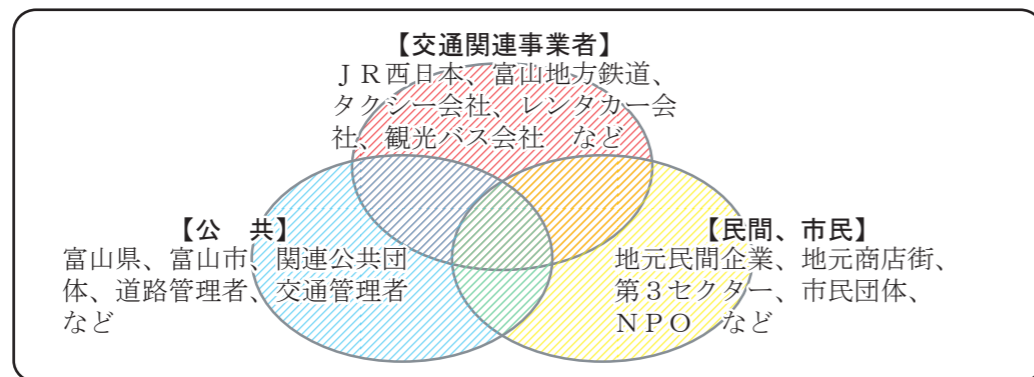 【交通関連事業者】
ＪＲ西日本、富山地方鉄道、
タクシー会社、レンタカー会
社、観光バス会社　など
【公　共】
富山県、富山市、関連公共団
体、道路管理者、交通管理者
など
【民間、市民】
地元民間企業、地元商店街、
第３セクター、市民団体、
ＮＰＯ　など